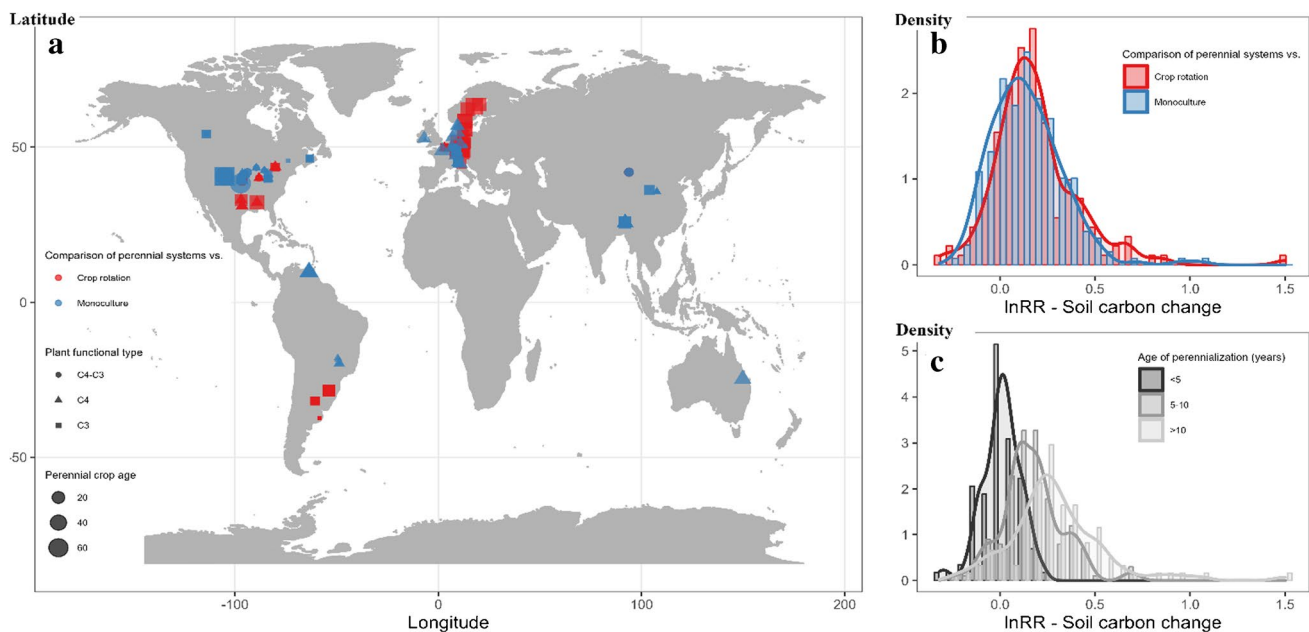 Latitude
a
50
0
-50
-100
0
100
200
Longitude
Comparison of perennial systems vs.
Crop rotation
Monoculture
Plant functional type
C4-C3
C4
C3
Perennial crop age
20
40
60
Density
b
Comparison of perennial systems vs.
Crop rotation
Monoculture
2
1
0
0.0
0.5
1.0
1.5
lnRR - Soil carbon change
Density
c
Age of perennialization (years)
<5
5-10
>10
5
4
3
2
1
0
0.0
0.5
1.0
1.5
lnRR - Soil carbon change